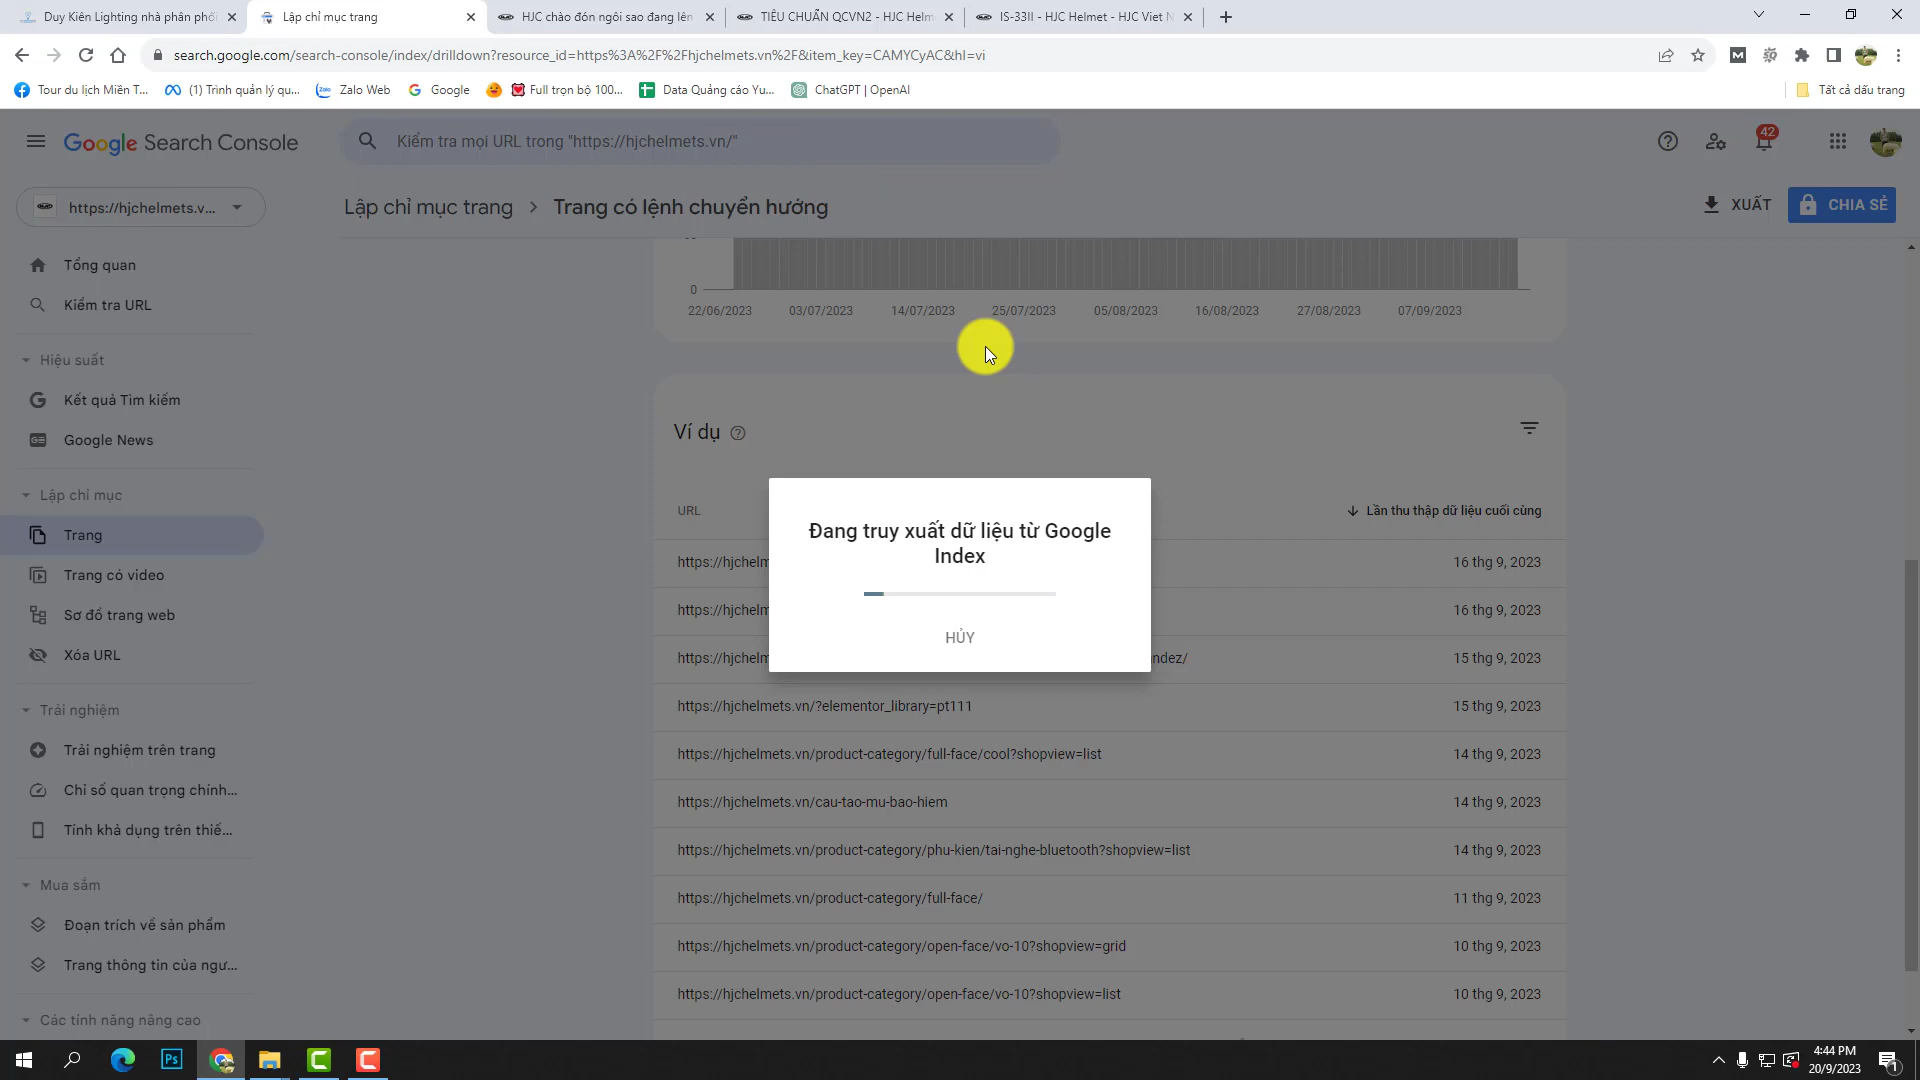 Duy Kiên Lighting nhà phân phối
Lập chỉ mục trang
HJC chào đón ngôi sao đang lên
TIÊU CHUẨN QCVN2 - HJC Helm
IS-33II - HJC Helmet - HJC Viet N
search.google.com/search-console/index/drilldown?resource_id=https%3A%2F%2Fhjchelmets.vn%2F&item_key=CAMYCyAC&hl=vi
Tour du lịch Miền T...
(1) Trình quản lý qu...
Zalo Web
Google
Full trọn bộ 100...
Data Quảng cáo Yu...
ChatGPT | OpenAI
Tất cả dấu trang
Google Search Console
Kiểm tra mọi URL trong "https://hjchelmets.vn/"
42
https://hjchelmets.v...
Lập chỉ mục trang
Trang có lệnh chuyển hướng
XUẤT
CHIA SẺ
Tổng quan
Kiểm tra URL
Hiệu suất
Kết quả Tìm kiếm
Google News
Lập chỉ mục
Trang
Trang có video
Sơ đồ trang web
Xóa URL
Trải nghiệm
Trải nghiệm trên trang
Chỉ số quan trọng chính...
Tính khả dụng trên thiế...
Mua sắm
Đoạn trích về sản phẩm
Trang thông tin của ngư...
Các tính năng nâng cao
0
22/06/2023 03/07/2023 14/07/2023 25/07/2023 05/08/2023 16/08/2023 27/08/2023 07/09/2023
Ví dụ
URL
Lần thu thập dữ liệu cuối cùng
https://hjchelm
16 thg 9, 2023
https://hjchelm
16 thg 9, 2023
https://hjchelm
ndez/
15 thg 9, 2023
https://hjchelmets.vn/?elementor_library=pt111
15 thg 9, 2023
https://hjchelmets.vn/product-category/full-face/cool?shopview=list
14 thg 9, 2023
https://hjchelmets.vn/cau-tao-mu-bao-hiem
14 thg 9, 2023
https://hjchelmets.vn/product-category/phu-kien/tai-nghe-bluetooth?shopview=list
14 thg 9, 2023
https://hjchelmets.vn/product-category/full-face/
11 thg 9, 2023
https://hjchelmets.vn/product-category/open-face/vo-10?shopview=grid
10 thg 9, 2023
https://hjchelmets.vn/product-category/open-face/vo-10?shopview=list
10 thg 9, 2023
Đang truy xuất dữ liệu từ Google
Index
HỦY
4:44 PM
20/9/2023
1